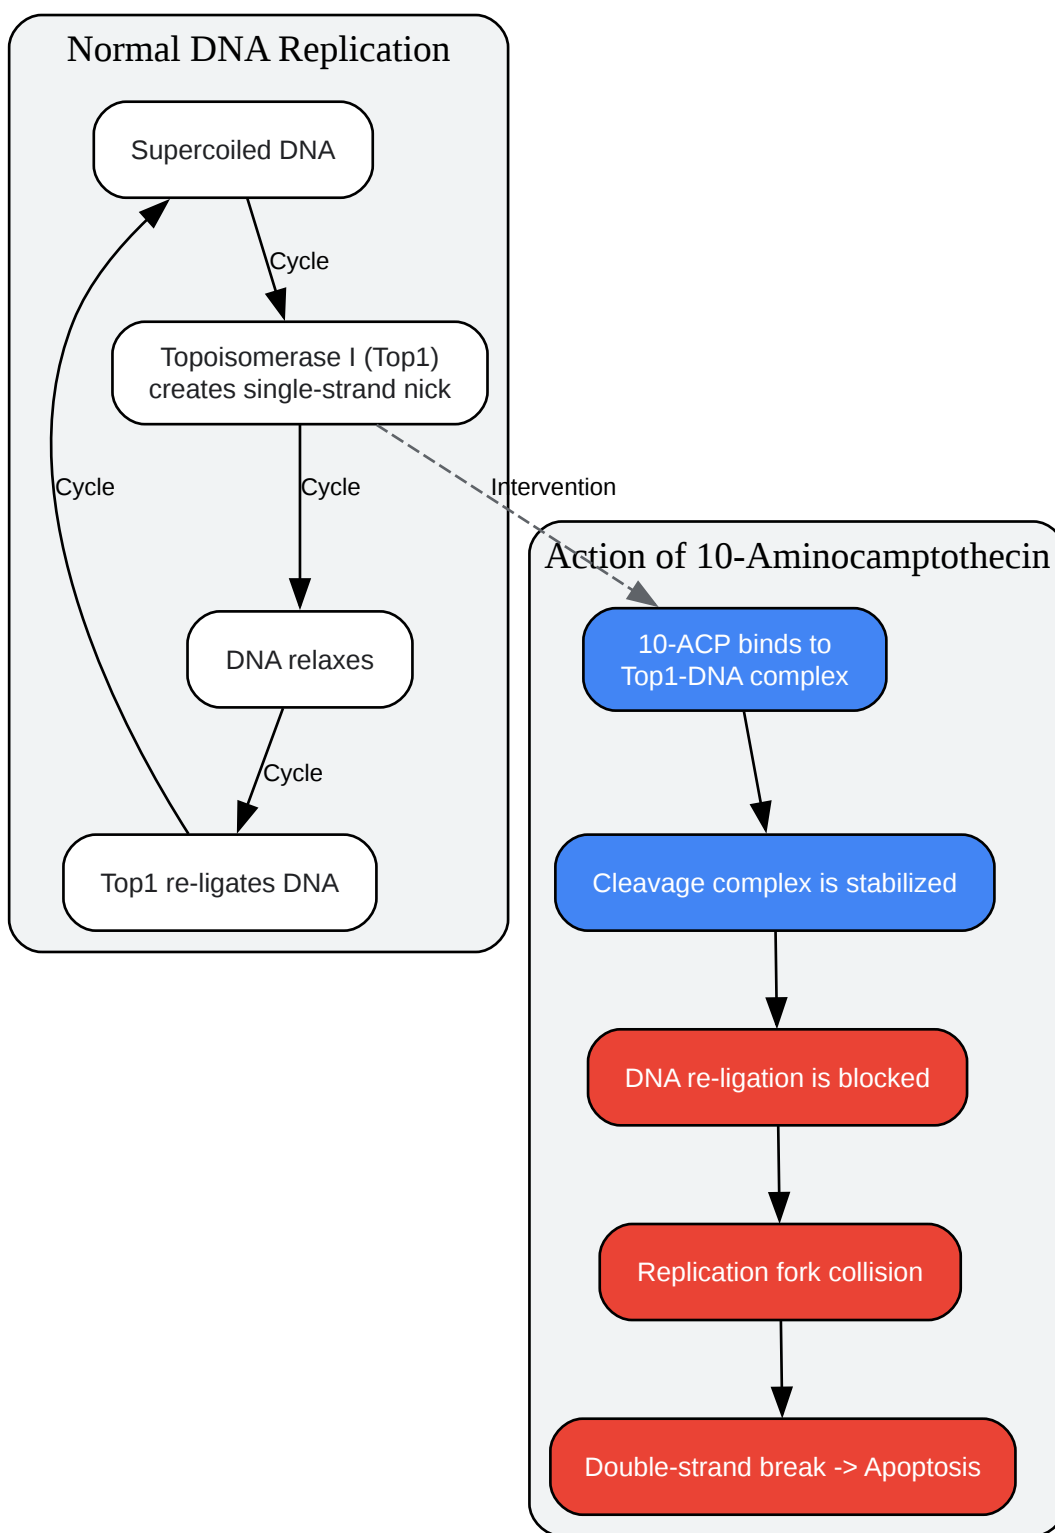 Normal DNA Replication
Supercoiled DNA
Cycle
Topoisomerase I (Top1)
creates single-strand nick
Cycle
Cycle
Intervention
DNA relaxes
Cycle
Top1 re-ligates DNA
Action of 10-Aminocamptothecin
10-ACP binds to
Top1-DNA complex
Cleavage complex is stabilized
DNA re-ligation is blocked
Replication fork collision
Double-strand break -> Apoptosis